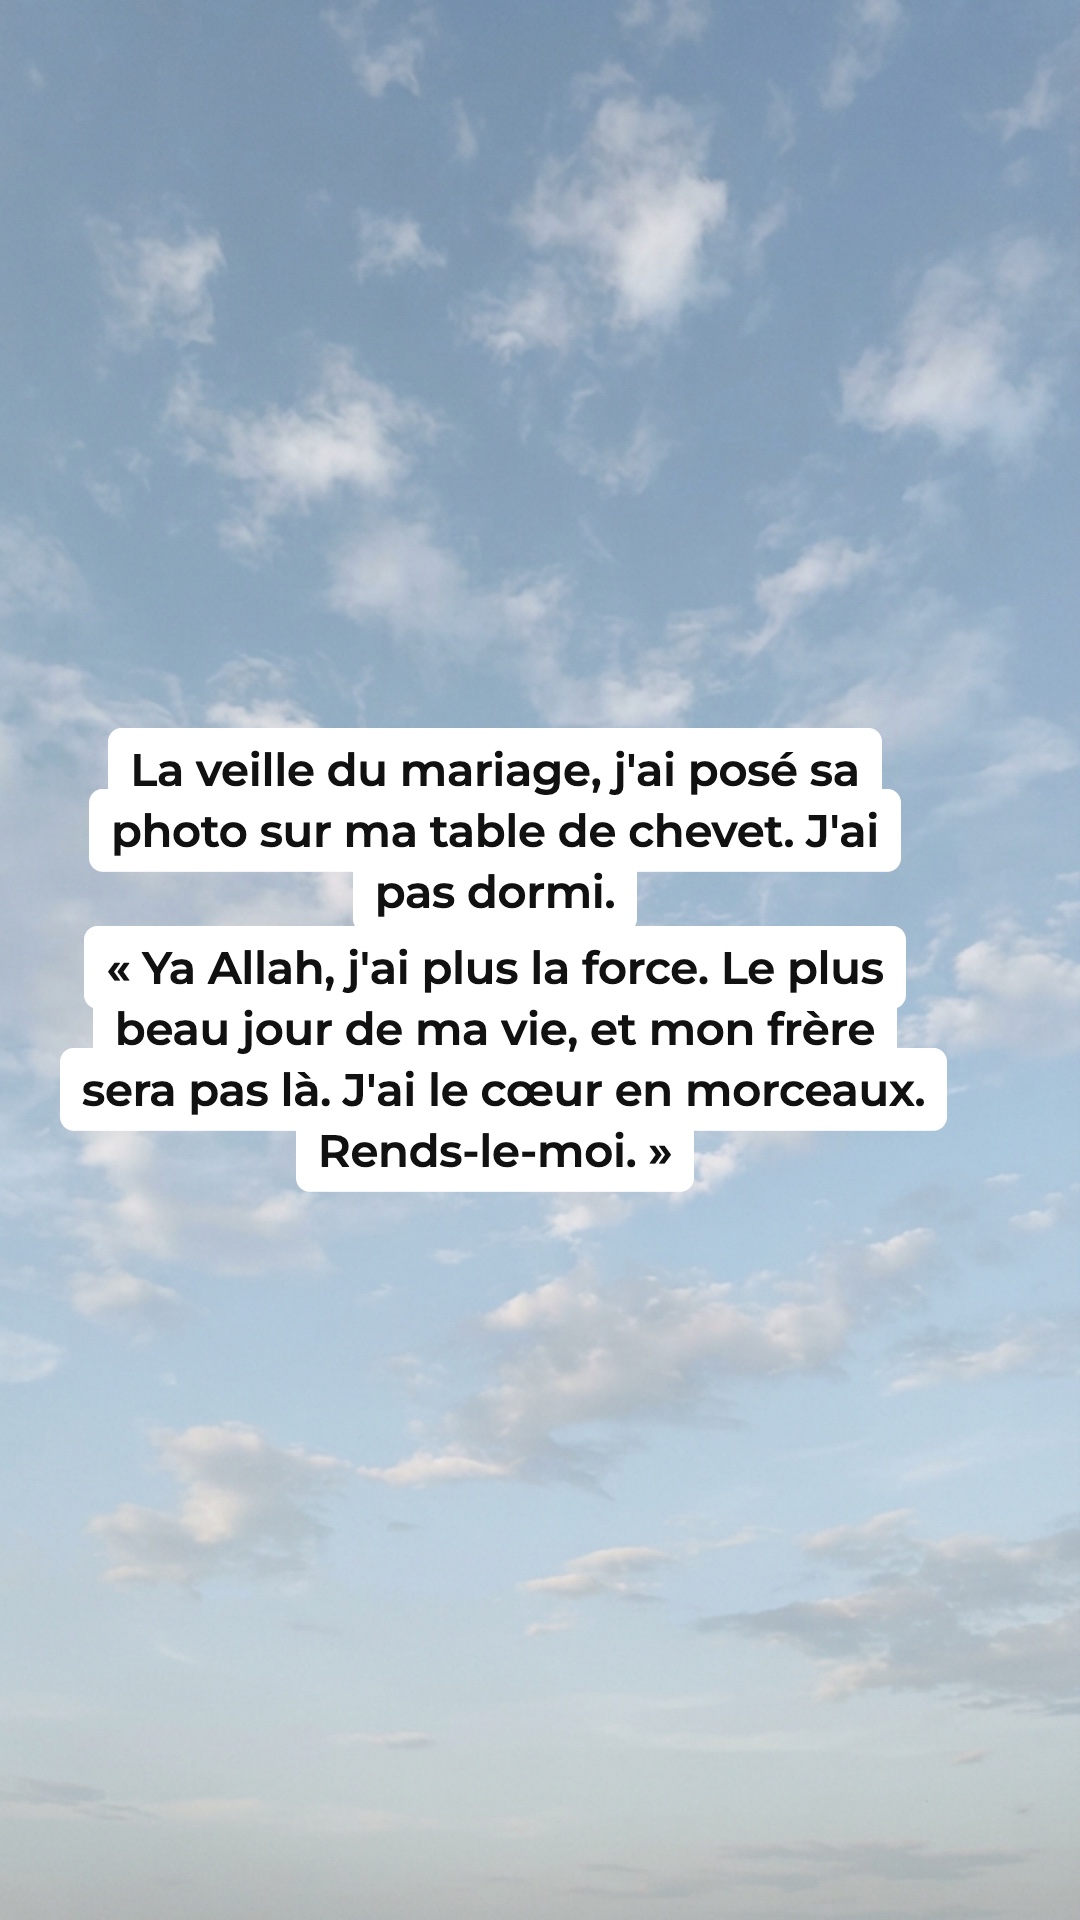 La veille du mariage, j'ai posé sa
photo sur ma table de chevet. J'ai
pas dormi.
« Ya Allah, j'ai plus la force. Le plus
beau jour de ma vie, et mon frère
sera pas là. J'ai le cœur en morceaux.
Rends-le-moi. »